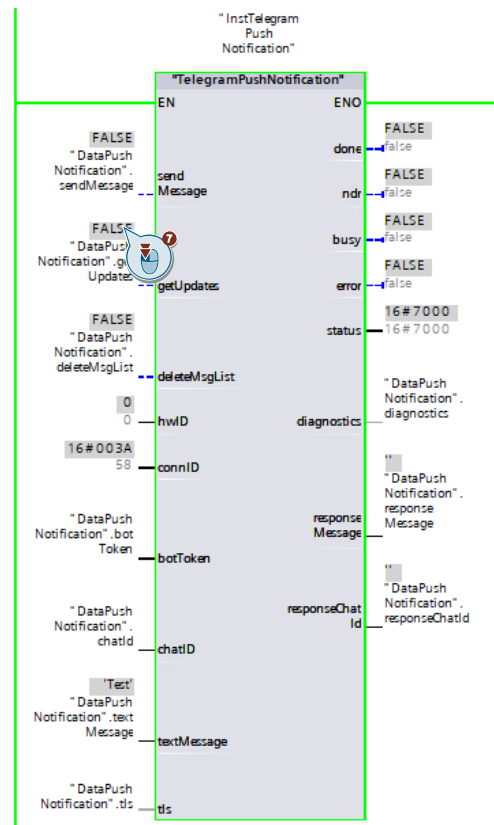 "InstTelegram
Push
Notification"
"TelegramPushNotification"
EN
ENO
FALSE
"DataPush
Notification".
sendMessage
send
Message
FALSE
"DataPush
Notification".ge
Updates
7
getUpdates
FALSE
"DataPush
Notification".
deleteMsgList
deleteMsgList
0
0
hwID
16#003A
58
connID
"DataPush
Notification".bot
Token
botToken
"DataPush
Notification".
chatId
chatID
'Test'
"DataPush
Notification".text
Message
textMessage
"DataPush
Notification".tls
tls
done
FALSE
false
ndr
FALSE
false
busy
FALSE
false
error
FALSE
false
status
16#7000
16#7000
diagnostics
"DataPush
Notification".
diagnostics
response
Message
''
"DataPush
Notification".
response
Message
responseChat
Id
''
"DataPush
Notification".
responseChatId